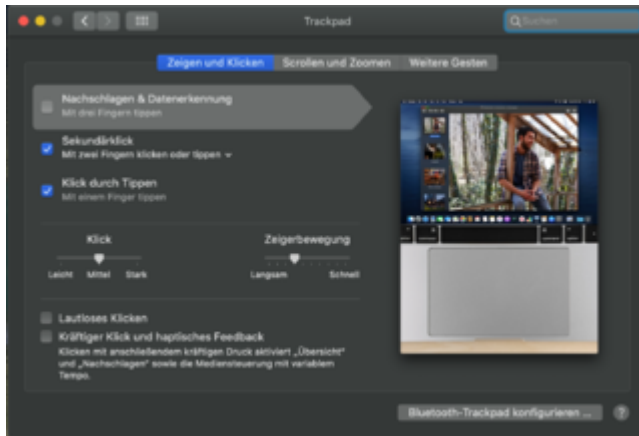 Trackpad
Suchen
Zeigen und Klicken
Scrollen und Zoomen
Weitere Gesten
Nachschlagen & Datenerkennung
Mit drei Fingern tippen
Sekundärklick
Mit zwei Fingern klicken oder tippen
Klick durch Tippen
Mit einem Finger tippen
Klick
Leicht Mittel Stark
Zeigerbewegung
Langsam Schnell
Lautloses Klicken
Kräftiger Klick und haptisches Feedback
Klicken mit anschließendem kräftigen Druck aktiviert „Übersicht“
und „Nachschlagen“ sowie die Mediensteuerung mit variablem
Tempo.
Bluetooth-Trackpad konfigurieren ...
?